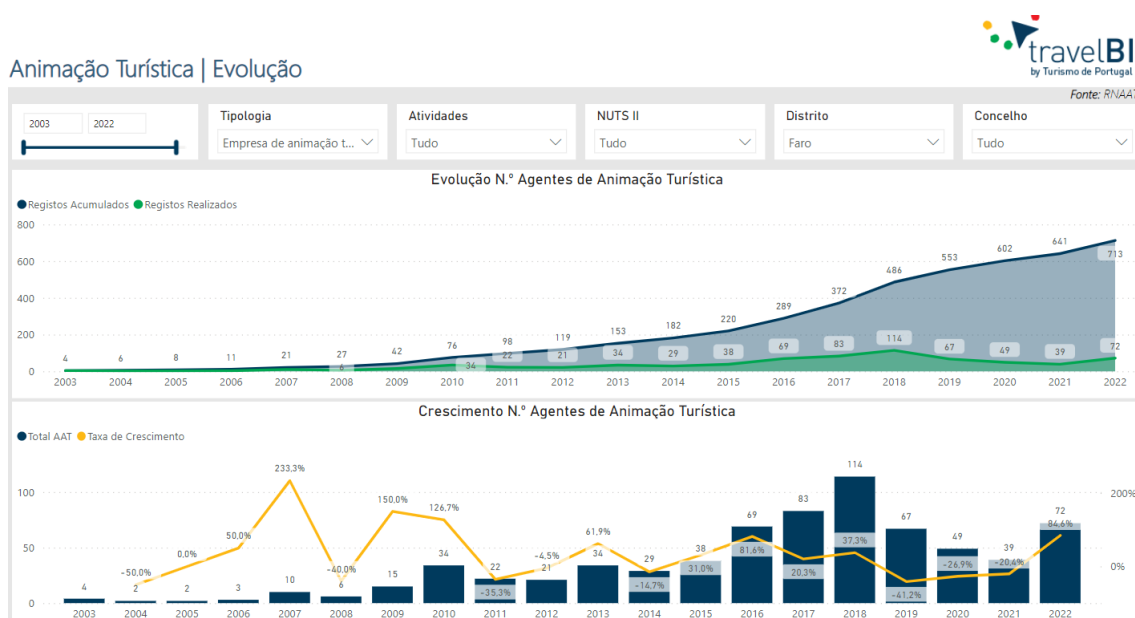 travelBI
by Turismo de Portugal
Animação Turística | Evolução
Fonte: RNAAT
2003 2022
Tipologia
Empresa de animação t...
Atividades
Tudo
NUTS II
Tudo
Distrito
Faro
Concelho
Tudo
Evolução N.º Agentes de Animação Turística
Registos Acumulados Registos Realizados
800
600
400
200
0
4 6 8 11 21 27 42 76 98 119 153 182 220 289 372 486 553 602 641 713
6 34 22 21 34 29 38 69 83 114 67 49 39 72
2003 2004 2005 2006 2007 2008 2009 2010 2011 2012 2013 2014 2015 2016 2017 2018 2019 2020 2021 2022
Crescimento N.º Agentes de Animação Turística
Total AAT Taxa de Crescimento
100
50
0
200%
0%
4 2 2 3 10 6 15 34 22 21 34 29 38 69 83 114 67 49 39 72
-50,0% 0,0% 50,0% 233,3% -40,0% 150,0% 126,7% -35,3% -4,5% 61,9% -14,7% 31,0% 81,6% 20,3% 37,3% -41,2% -26,9% -20,4% 84,6%
2003 2004 2005 2006 2007 2008 2009 2010 2011 2012 2013 2014 2015 2016 2017 2018 2019 2020 2021 2022